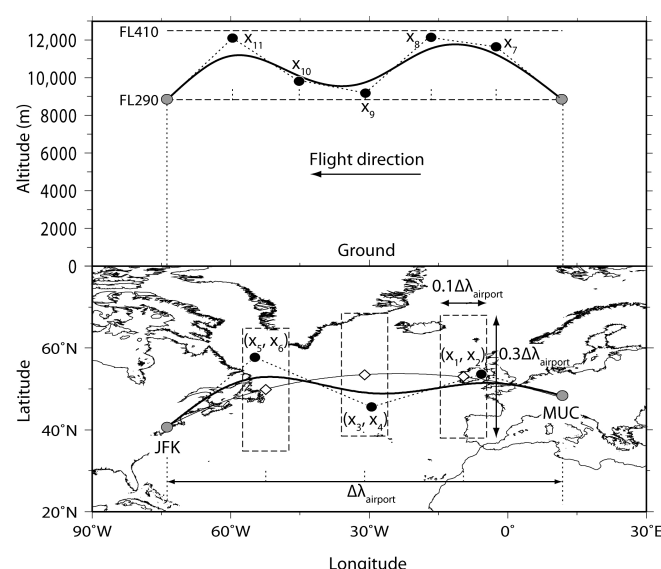 FL410
12,000
x₁₁
x₈
x₇
10,000
x₁₀
FL290
x₉
8000
6000
Flight direction
4000
2000
Ground
0
Altitude (m)
0.1Δλairport
60˚N
(x₅, x₆)
(x₁, x₂)
0.3Δλairport
(x₃, x₄)
MUC
40˚N
JFK
Δλairport
20˚N
Latitude
90˚W 60˚W 30˚W 0˚ 30˚E
Longitude